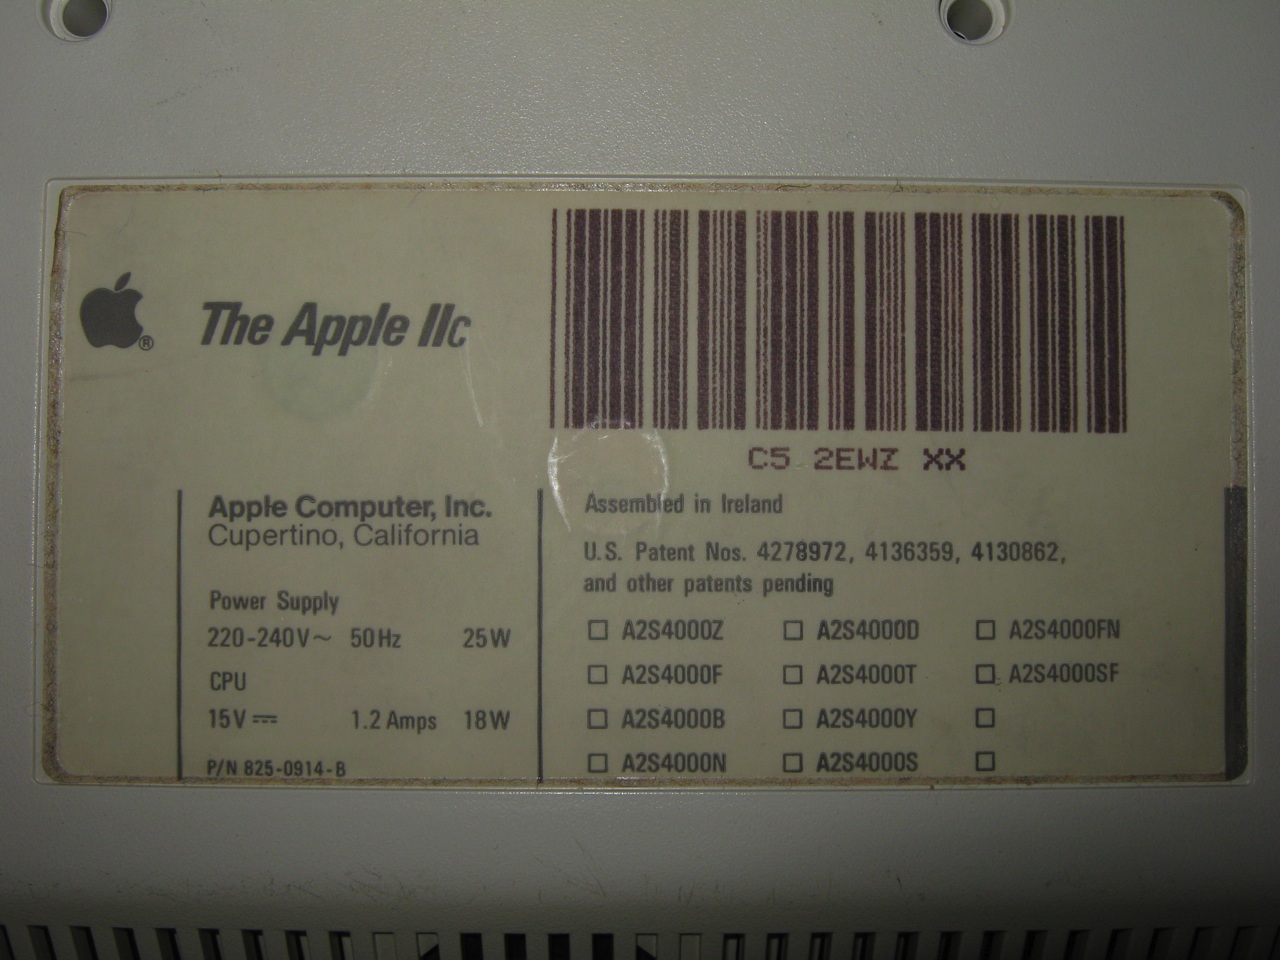 The Apple IIc
®
C5 2EWZ XX
Apple Computer, Inc.
Cupertino, California
Power Supply
220-240V~ 50Hz 25W
CPU
15V⎓ 1.2 Amps 18W
P/N 825-0914-B
Assembled in Ireland
U.S. Patent Nos. 4278972, 4136359, 4130862,
and other patents pending
☐ A2S4000Z ☐ A2S4000D ☐ A2S4000FN
☐ A2S4000F ☐ A2S4000T ☐ A2S4000SF
☐ A2S4000B ☐ A2S4000Y ☐
☐ A2S4000N ☐ A2S4000S ☐